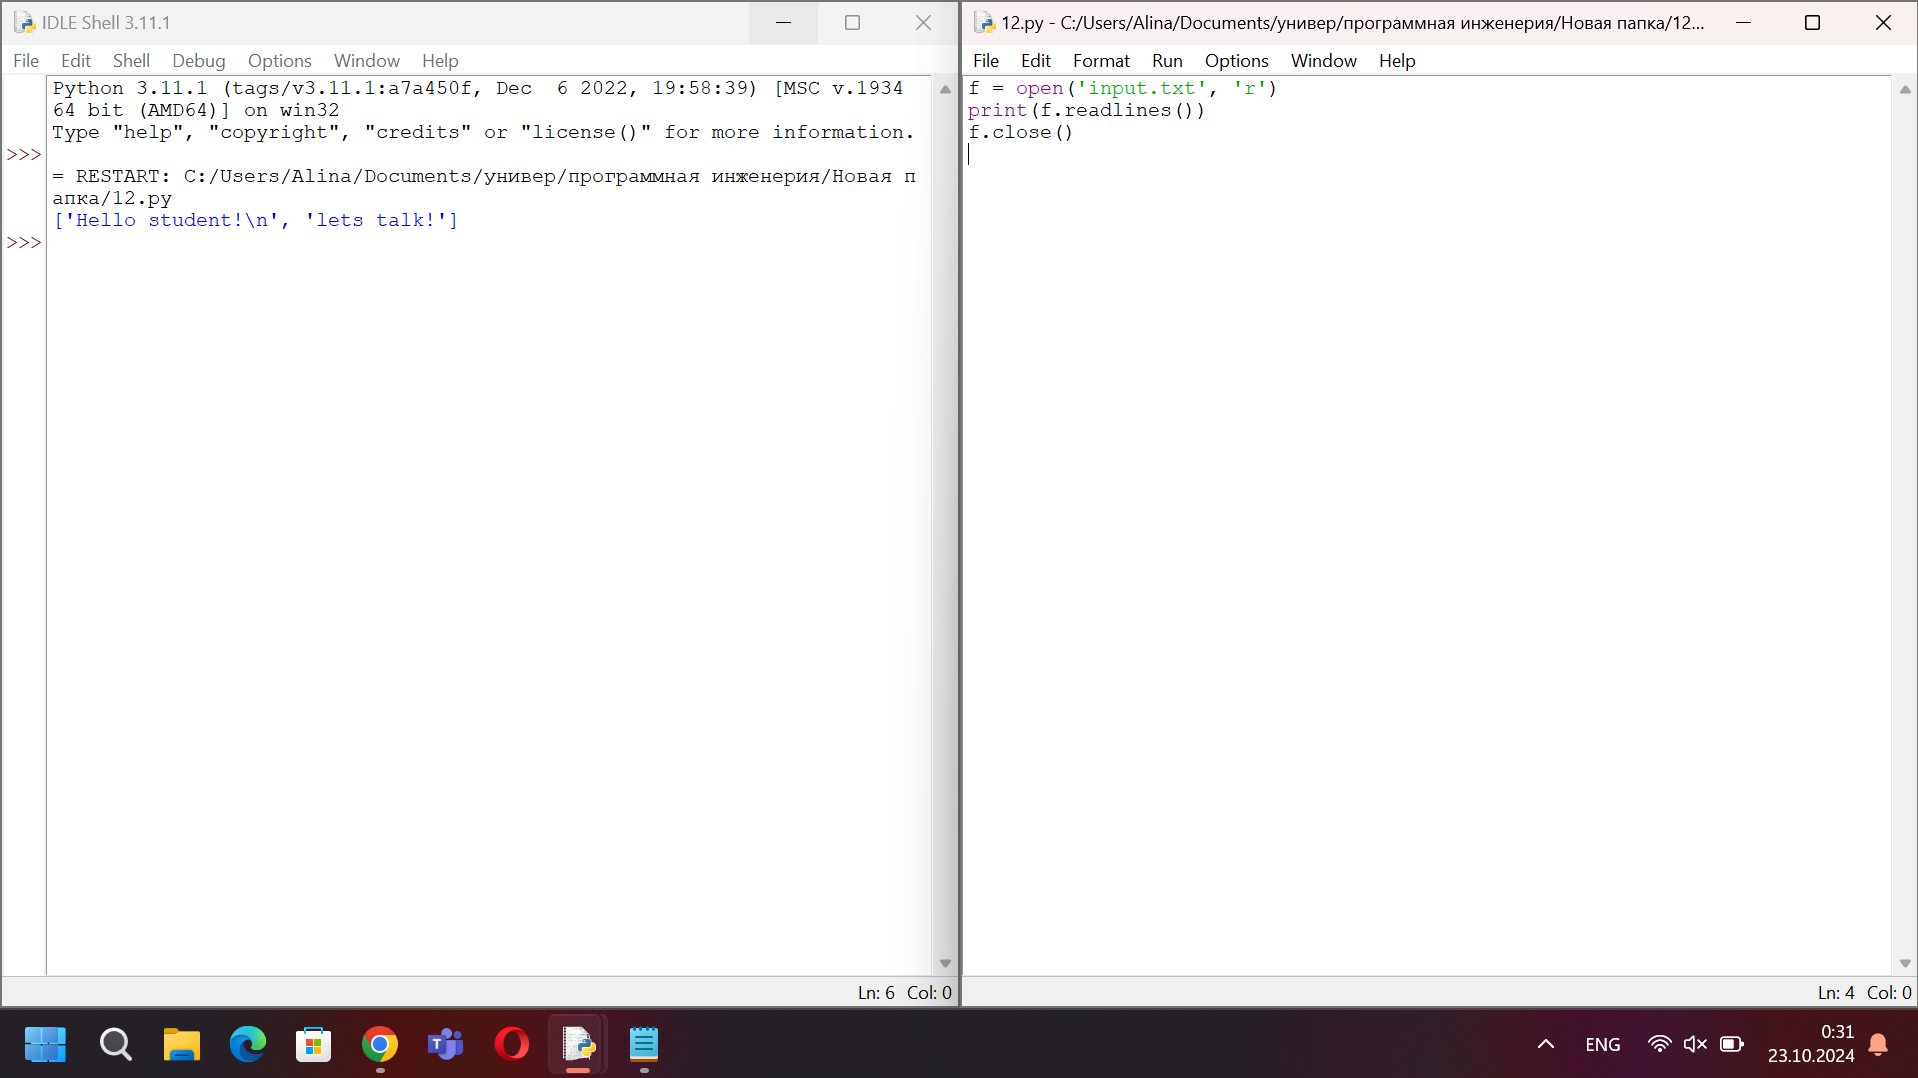 IDLE Shell 3.11.1
File Edit Shell Debug Options Window Help
Python 3.11.1 (tags/v3.11.1:a7a450f, Dec  6 2022, 19:58:39) [MSC v.1934
64 bit (AMD64)] on win32
Type "help", "copyright", "credits" or "license()" for more information.
>>>
= RESTART: C:/Users/Alina/Documents/универ/программная инженерия/Новая п
апка/12.py
['Hello student!\n', 'lets talk!']
>>>
Ln: 6 Col: 0
12.py - C:/Users/Alina/Documents/универ/программная инженерия/Новая папка/12...
File Edit Format Run Options Window Help
f = open('input.txt', 'r')
print(f.readlines())
f.close()
Ln: 4 Col: 0
ENG
0:31
23.10.2024